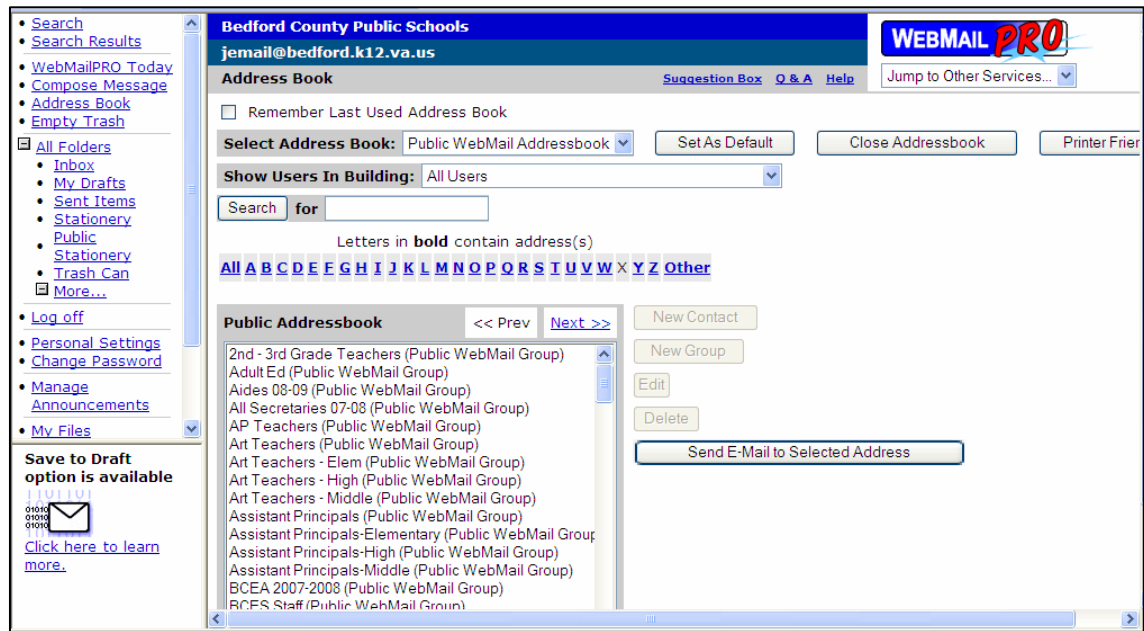 Search
Search Results
WebMailPRO Today
Compose Message
Address Book
Empty Trash
All Folders
Inbox
My Drafts
Sent Items
Stationery
Public
Stationery
Trash Can
More...
Log off
Personal Settings
Change Password
Manage
Announcements
My Files
Save to Draft
option is available
Click here to learn
more.
Bedford County Public Schools
jemail@bedford.k12.va.us
WEBMAIL PRO
Address Book Suggestion Box Q & A Help Jump to Other Services...
Remember Last Used Address Book
Select Address Book: Public WebMail Addressbook Set As Default Close Addressbook Printer Frier
Show Users In Building: All Users
Search for
Letters in bold contain address(s)
All A B C D E F G H I J K L M N O P Q R S T U V W X Y Z Other
Public Addressbook << Prev Next >>
2nd - 3rd Grade Teachers (Public WebMail Group)
Adult Ed (Public WebMail Group)
Aides 08-09 (Public WebMail Group)
All Secretaries 07-08 (Public WebMail Group)
AP Teachers (Public WebMail Group)
Art Teachers (Public WebMail Group)
Art Teachers - Elem (Public WebMail Group)
Art Teachers - High (Public WebMail Group)
Art Teachers - Middle (Public WebMail Group)
Assistant Principals (Public WebMail Group)
Assistant Principals-Elementary (Public WebMail Group
Assistant Principals-High (Public WebMail Group)
Assistant Principals-Middle (Public WebMail Group)
BCEA 2007-2008 (Public WebMail Group)
BCES Staff (Public WebMail Group)
New Contact
New Group
Edit
Delete
Send E-Mail to Selected Address